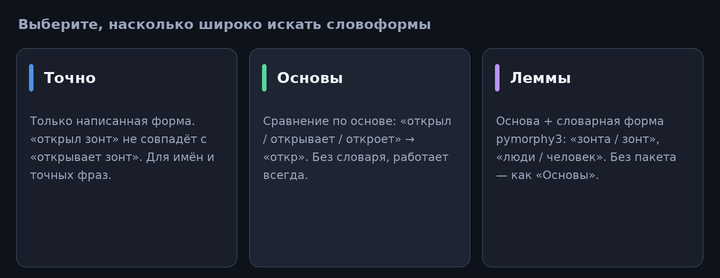 Выберите, насколько широко искать словоформы
Точно
Только написанная форма.
«открыл зонт» не совпадёт с
«открывает зонт». Для имён и
точных фраз.
Основы
Сравнение по основе: «открыл
/ открывает / откроет» →
«откр». Без словаря, работает
всегда.
Леммы
Основа + словарная форма
pymorphy3: «зонта / зонт»,
«люди / человек». Без пакета
— как «Основы».